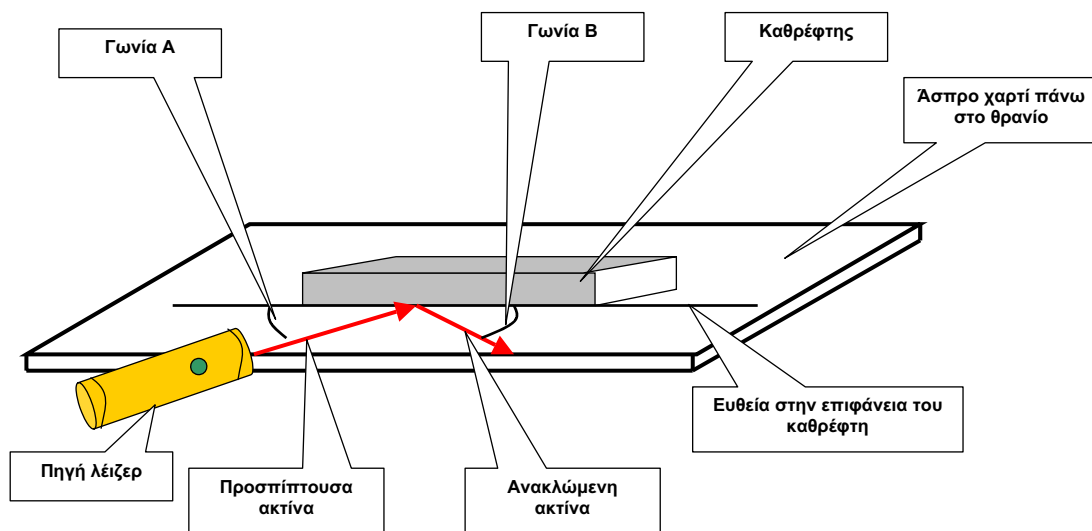 Γωνία Α
Γωνία Β
Καθρέφτης
Άσπρο χαρτί πάνω
στο θρανίο
Ευθεία στην επιφάνεια του
καθρέφτη
Πηγή λέιζερ
Προσπίπτουσα
ακτίνα
Ανακλώμενη
ακτίνα